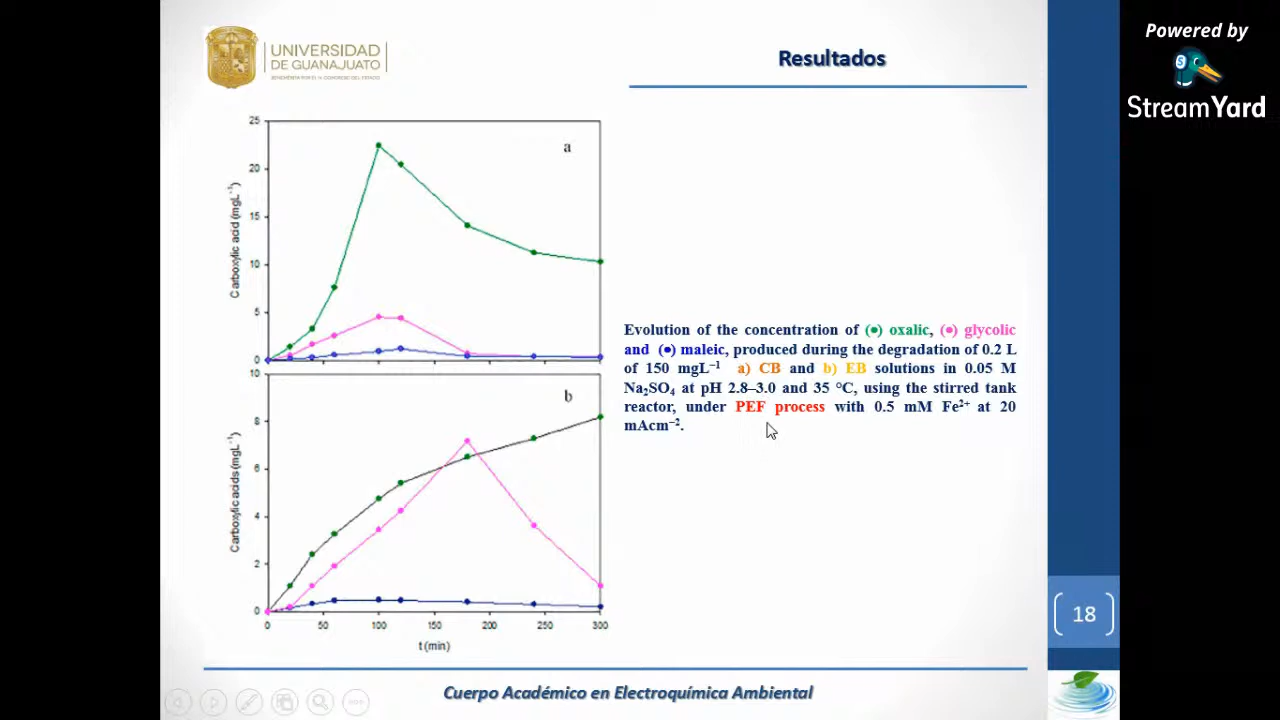 UNIVERSIDAD
DE GUANAJUATO
Resultados
Powered by
StreamYard
25
20
15
10
5
0
Carboxylic acid (mgL⁻¹)
a
10
8
6
4
2
0
Carboxylic acids (mgL⁻¹)
b
0 50 100 150 200 250 300
t (min)
Evolution of the concentration of (•) oxalic, (•) glycolic
and (•) maleic, produced during the degradation of 0.2 L
of 150 mgL⁻¹ a) CB and b) EB solutions in 0.05 M
Na₂SO₄ at pH 2.8–3.0 and 35 °C, using the stirred tank
reactor, under PEF process with 0.5 mM Fe²⁺ at 20
mAcm⁻².
18
Cuerpo Académico en Electroquímica Ambiental